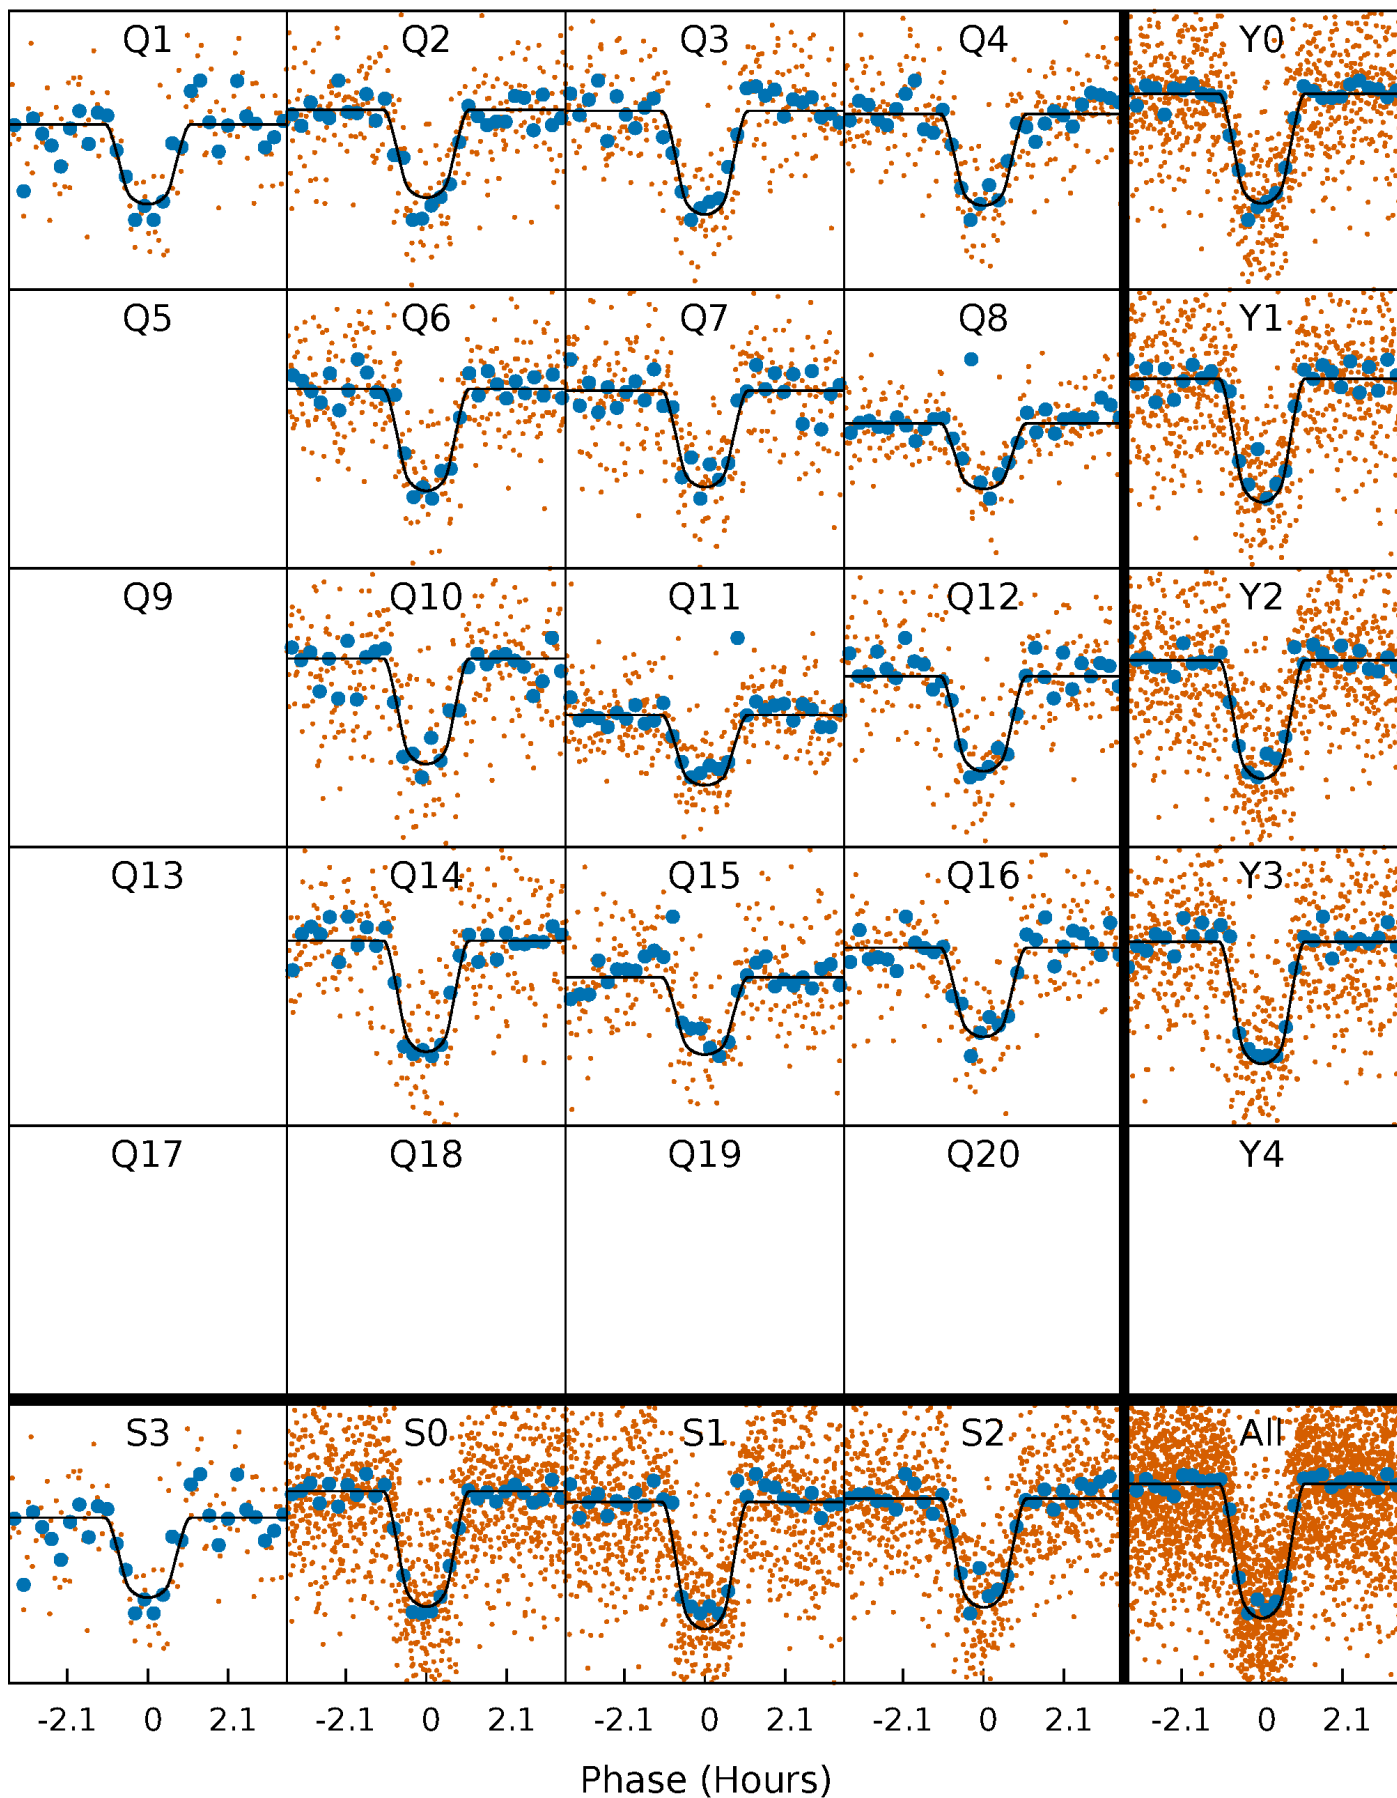 Q1 Q2 Q3 Q4 Y0
Q5 Q6 Q7 Q8 Y1
Q9 Q10 Q11 Q12 Y2
Q13 Q14 Q15 Q16 Y3
Q17 Q18 Q19 Q20 Y4
S3 S0 S1 S2 All
-2.1 0 2.1 -2.1 0 2.1 -2.1 0 2.1 -2.1 0 2.1 -2.1 0 2.1
Phase (Hours)